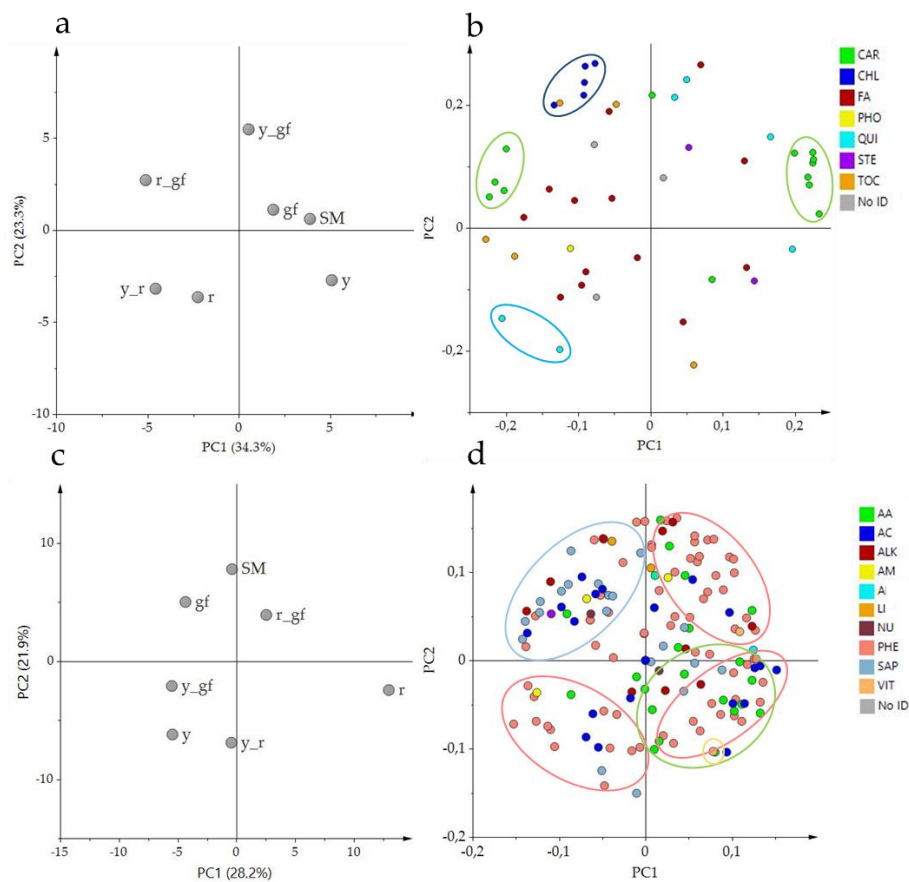 a
5
0
-5
-10
-10
-5
0
5
PC2 (23.3%)
PC1 (34.3%)
y_gf
r_gf
gf
SM
y_r
r
y
b
0,2
0
-0,2
-0,2
-0,1
0
0,1
0,2
PC2
PC1
CAR
CHL
FA
PHO
QUI
STE
TOC
No ID
c
10
0
-10
-15
-10
-5
0
5
10
PC2 (21.9%)
PC1 (28.2%)
SM
gf
r_gf
y_gf
r
y
y_r
d
0,1
0
-0,1
-0,2
-0,1
0
0,1
PC2
PC1
AA
AC
ALK
AM
LI
NU
PHE
SAP
VIT
No ID